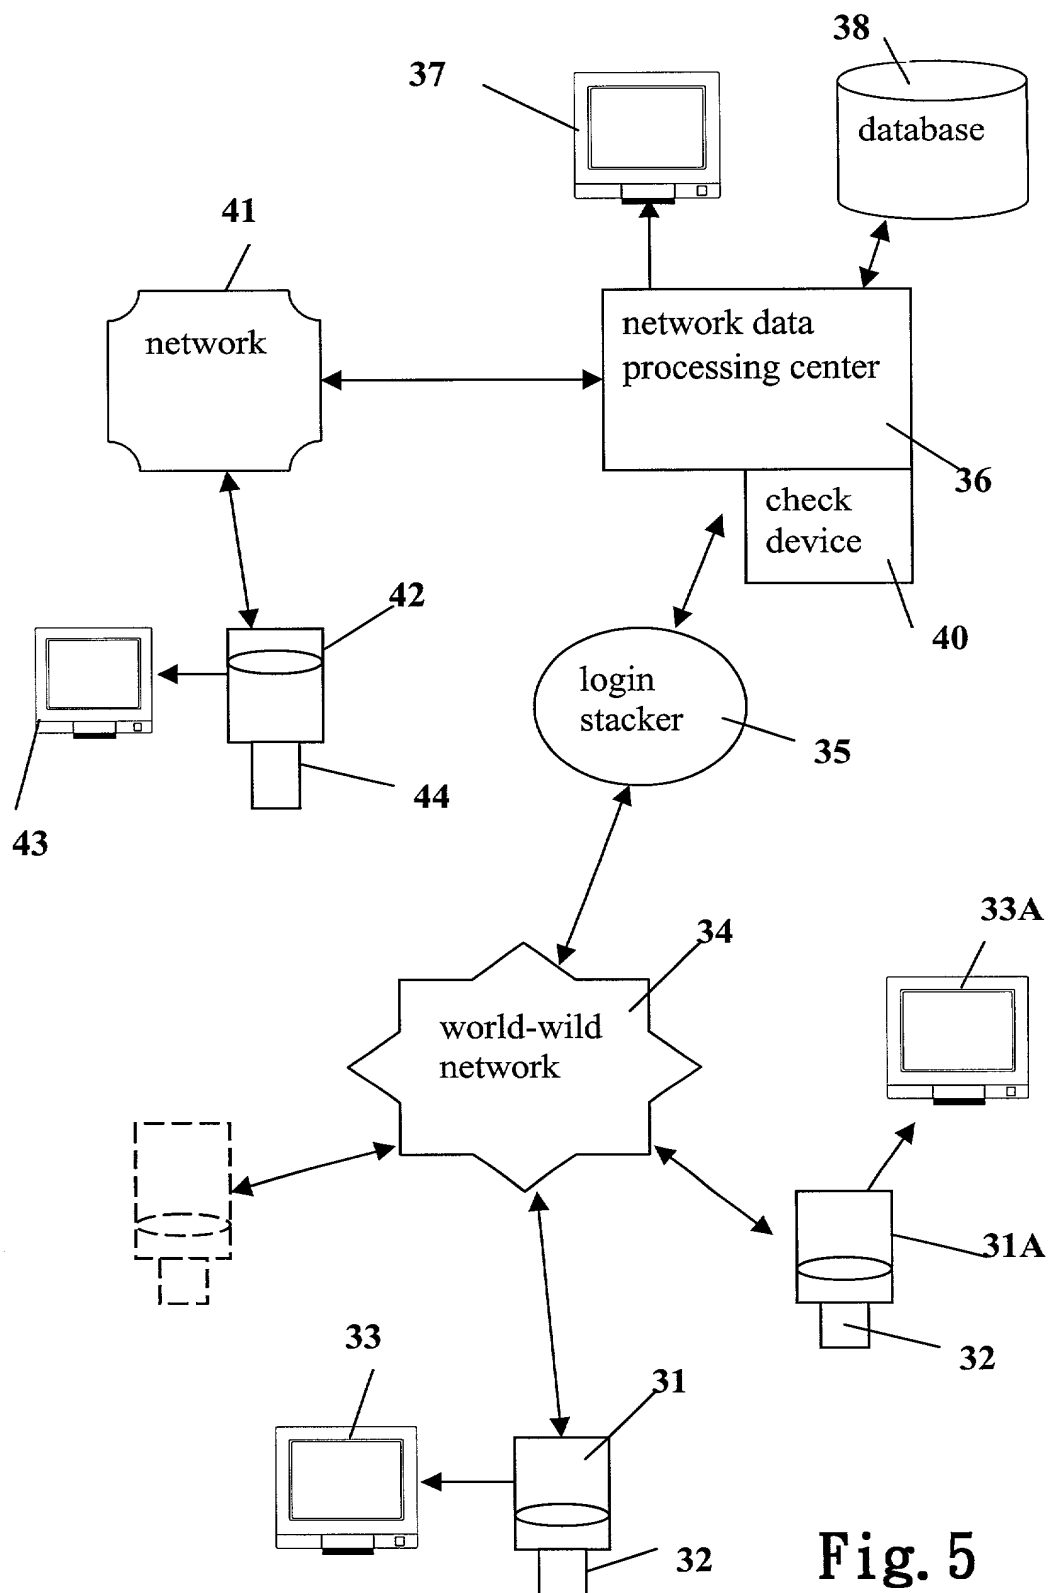 38
37
database
41
network
network data
processing center
36
check
device
42
40
login
stacker
35
44
43
33A
34
world-wild
network
31A
33
32
31
32
Fig. 5